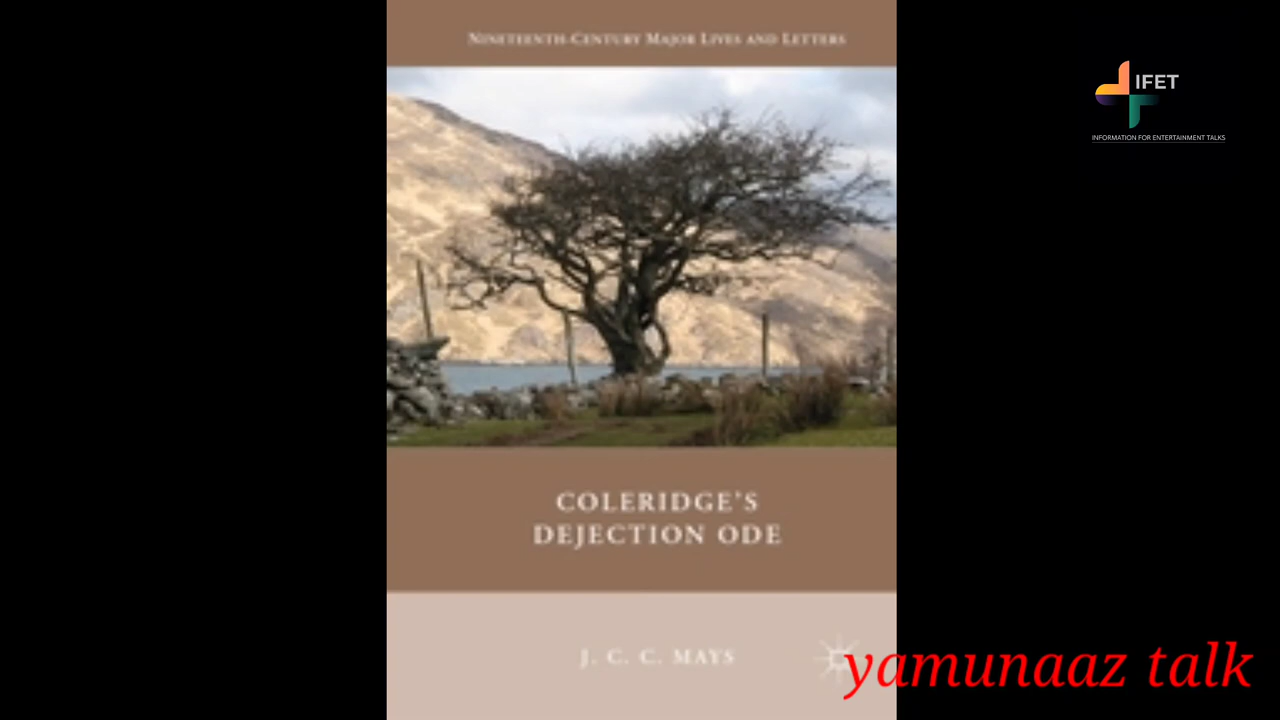 NINETEENTH-CENTURY MAJOR LIVES AND LETTERS
IFET
INFORMATION FOR ENTERTAINMENT TALKS
COLERIDGE'S
DEJECTION ODE
J. C. C. MAYS
yamunaaz talk